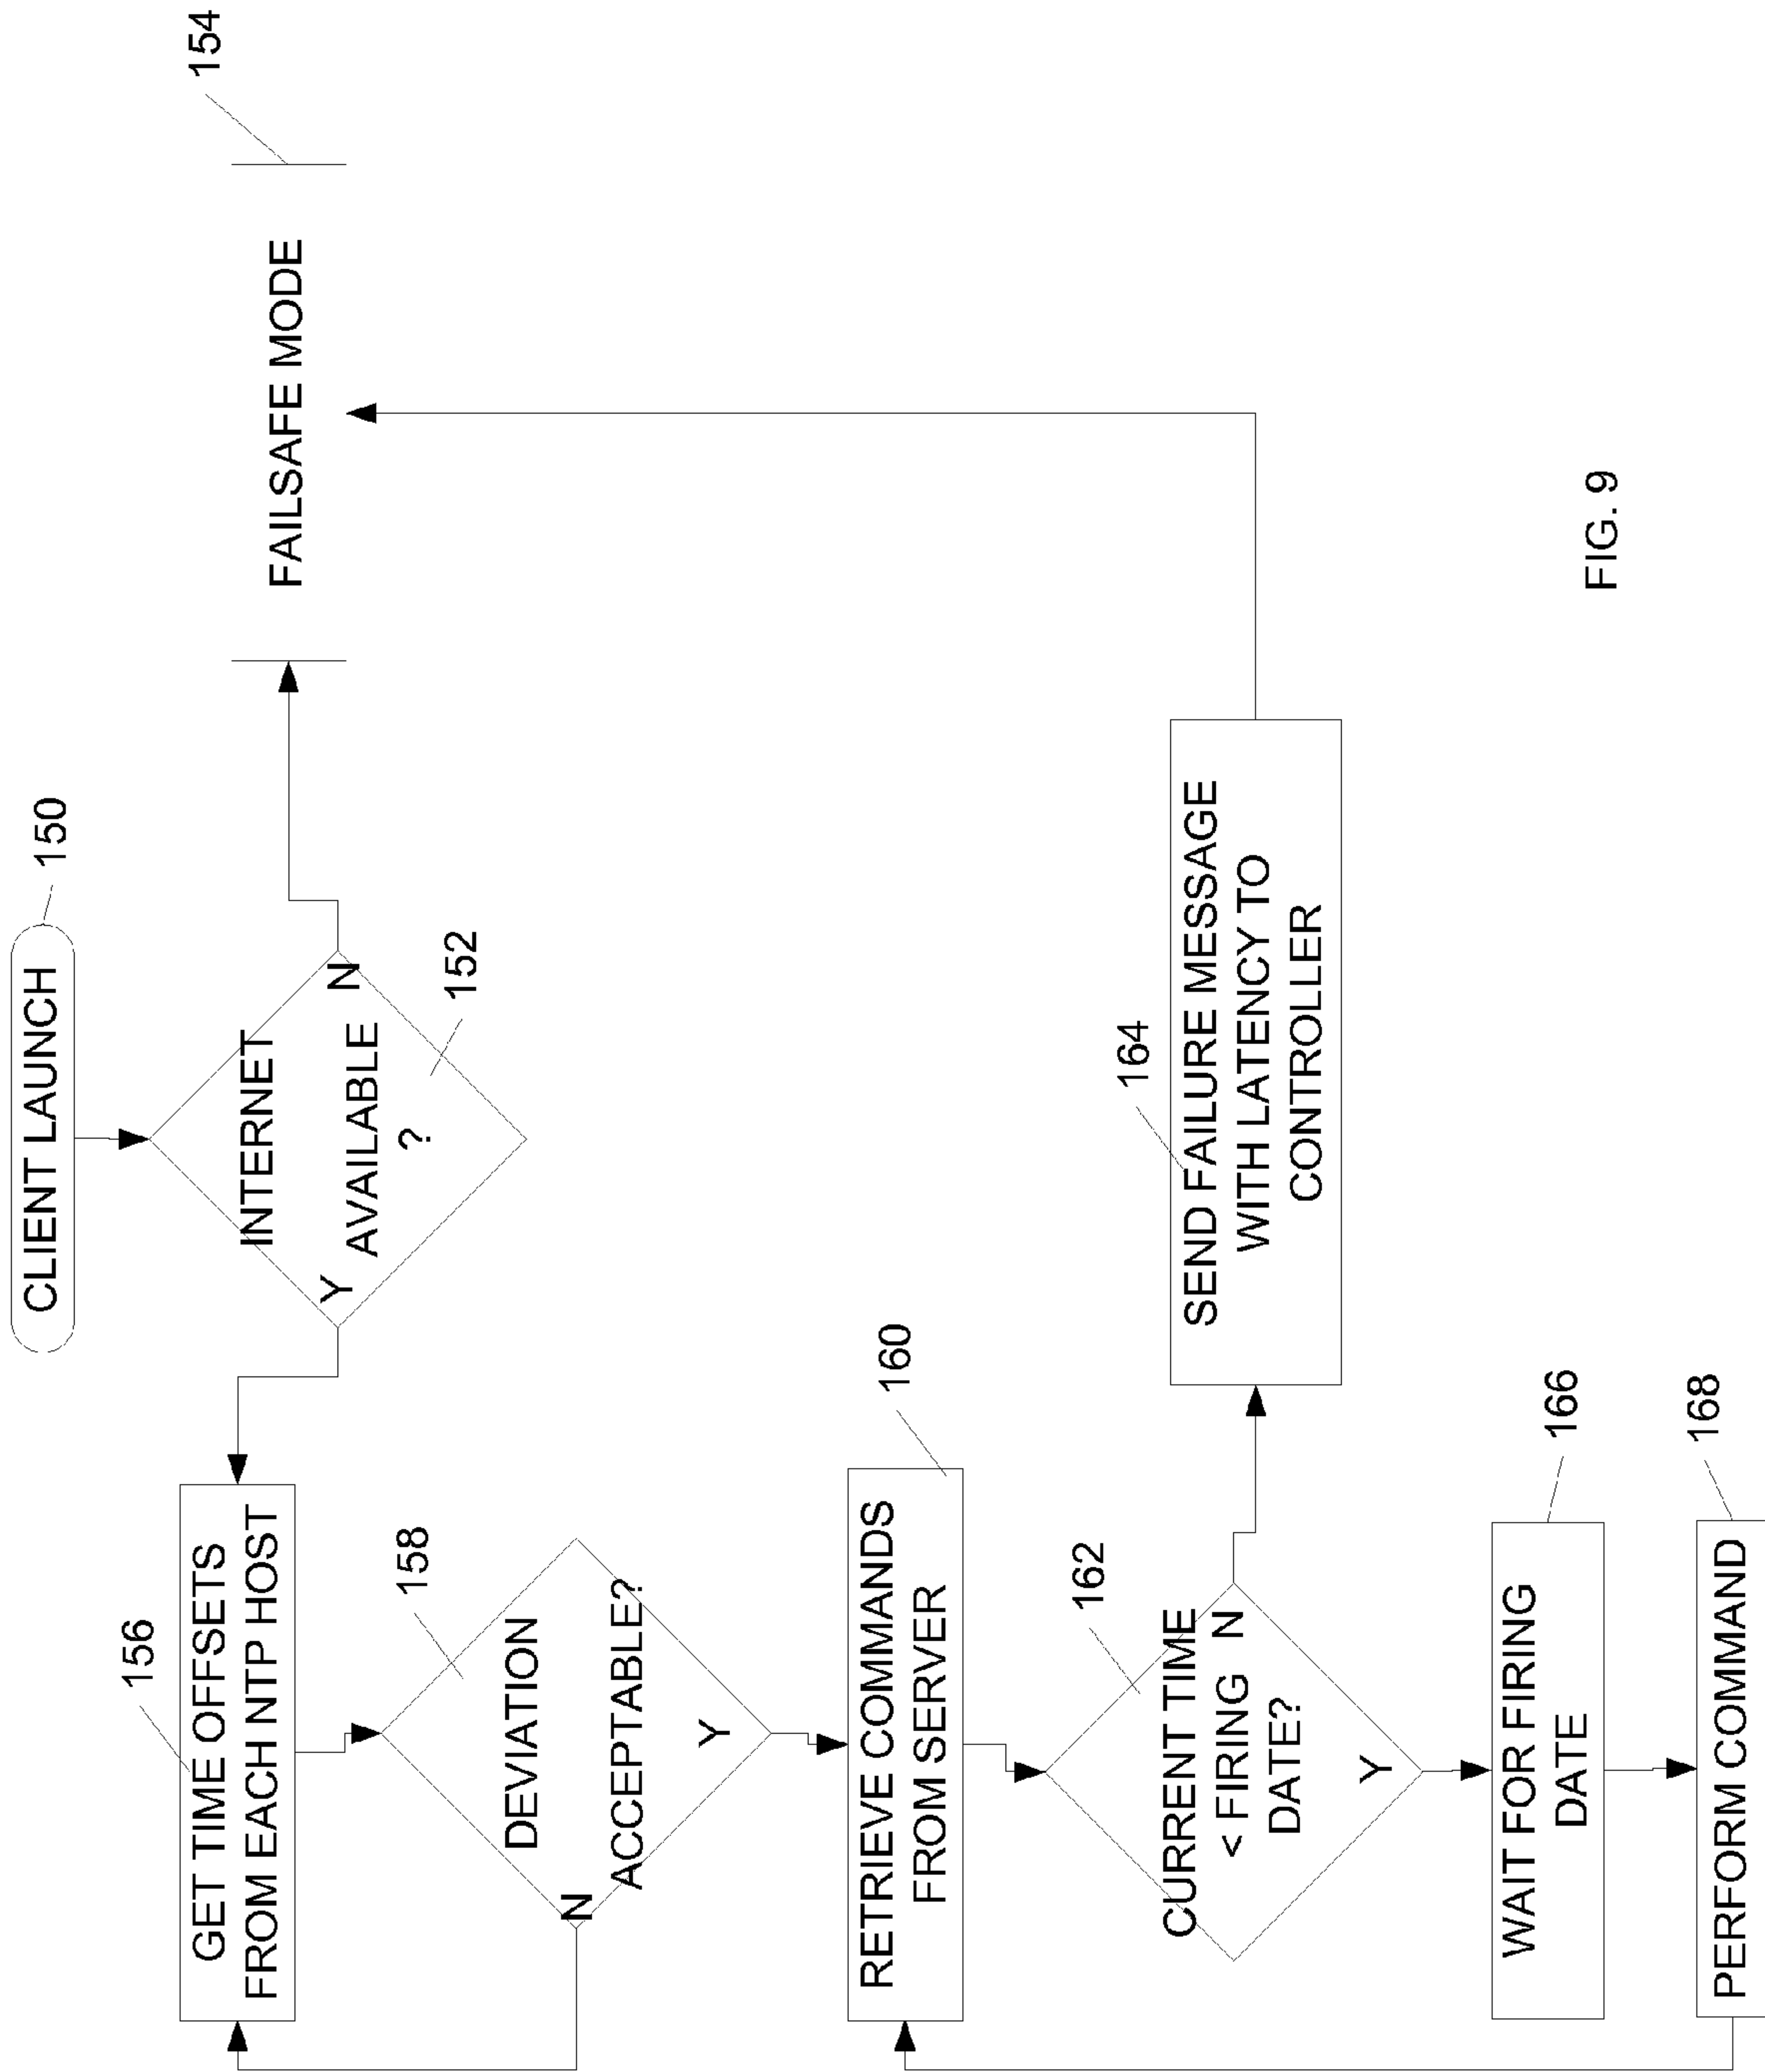 CLIENT LAUNCH
150
INTERNET
AVAILABLE
?
Y
N
152
FAILSAFE MODE
154
156
GET TIME OFFSETS
FROM EACH NTP HOST
158
DEVIATION
ACCEPTABLE?
N
Y
160
RETRIEVE COMMANDS
FROM SERVER
162
CURRENT TIME
< FIRING N
DATE?
Y
164
SEND FAILURE MESSAGE
WITH LATENCY TO
CONTROLLER
166
WAIT FOR FIRING
DATE
168
PERFORM COMMAND
FIG. 9